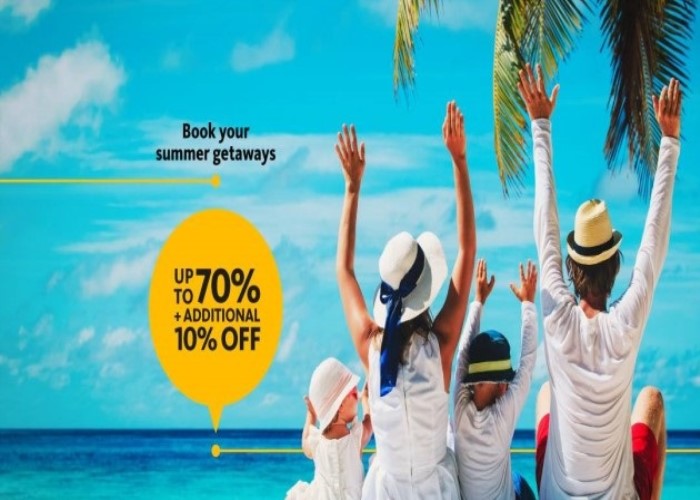 Book your
summer getaways
UP TO 70%
+ ADDITIONAL
10% OFF